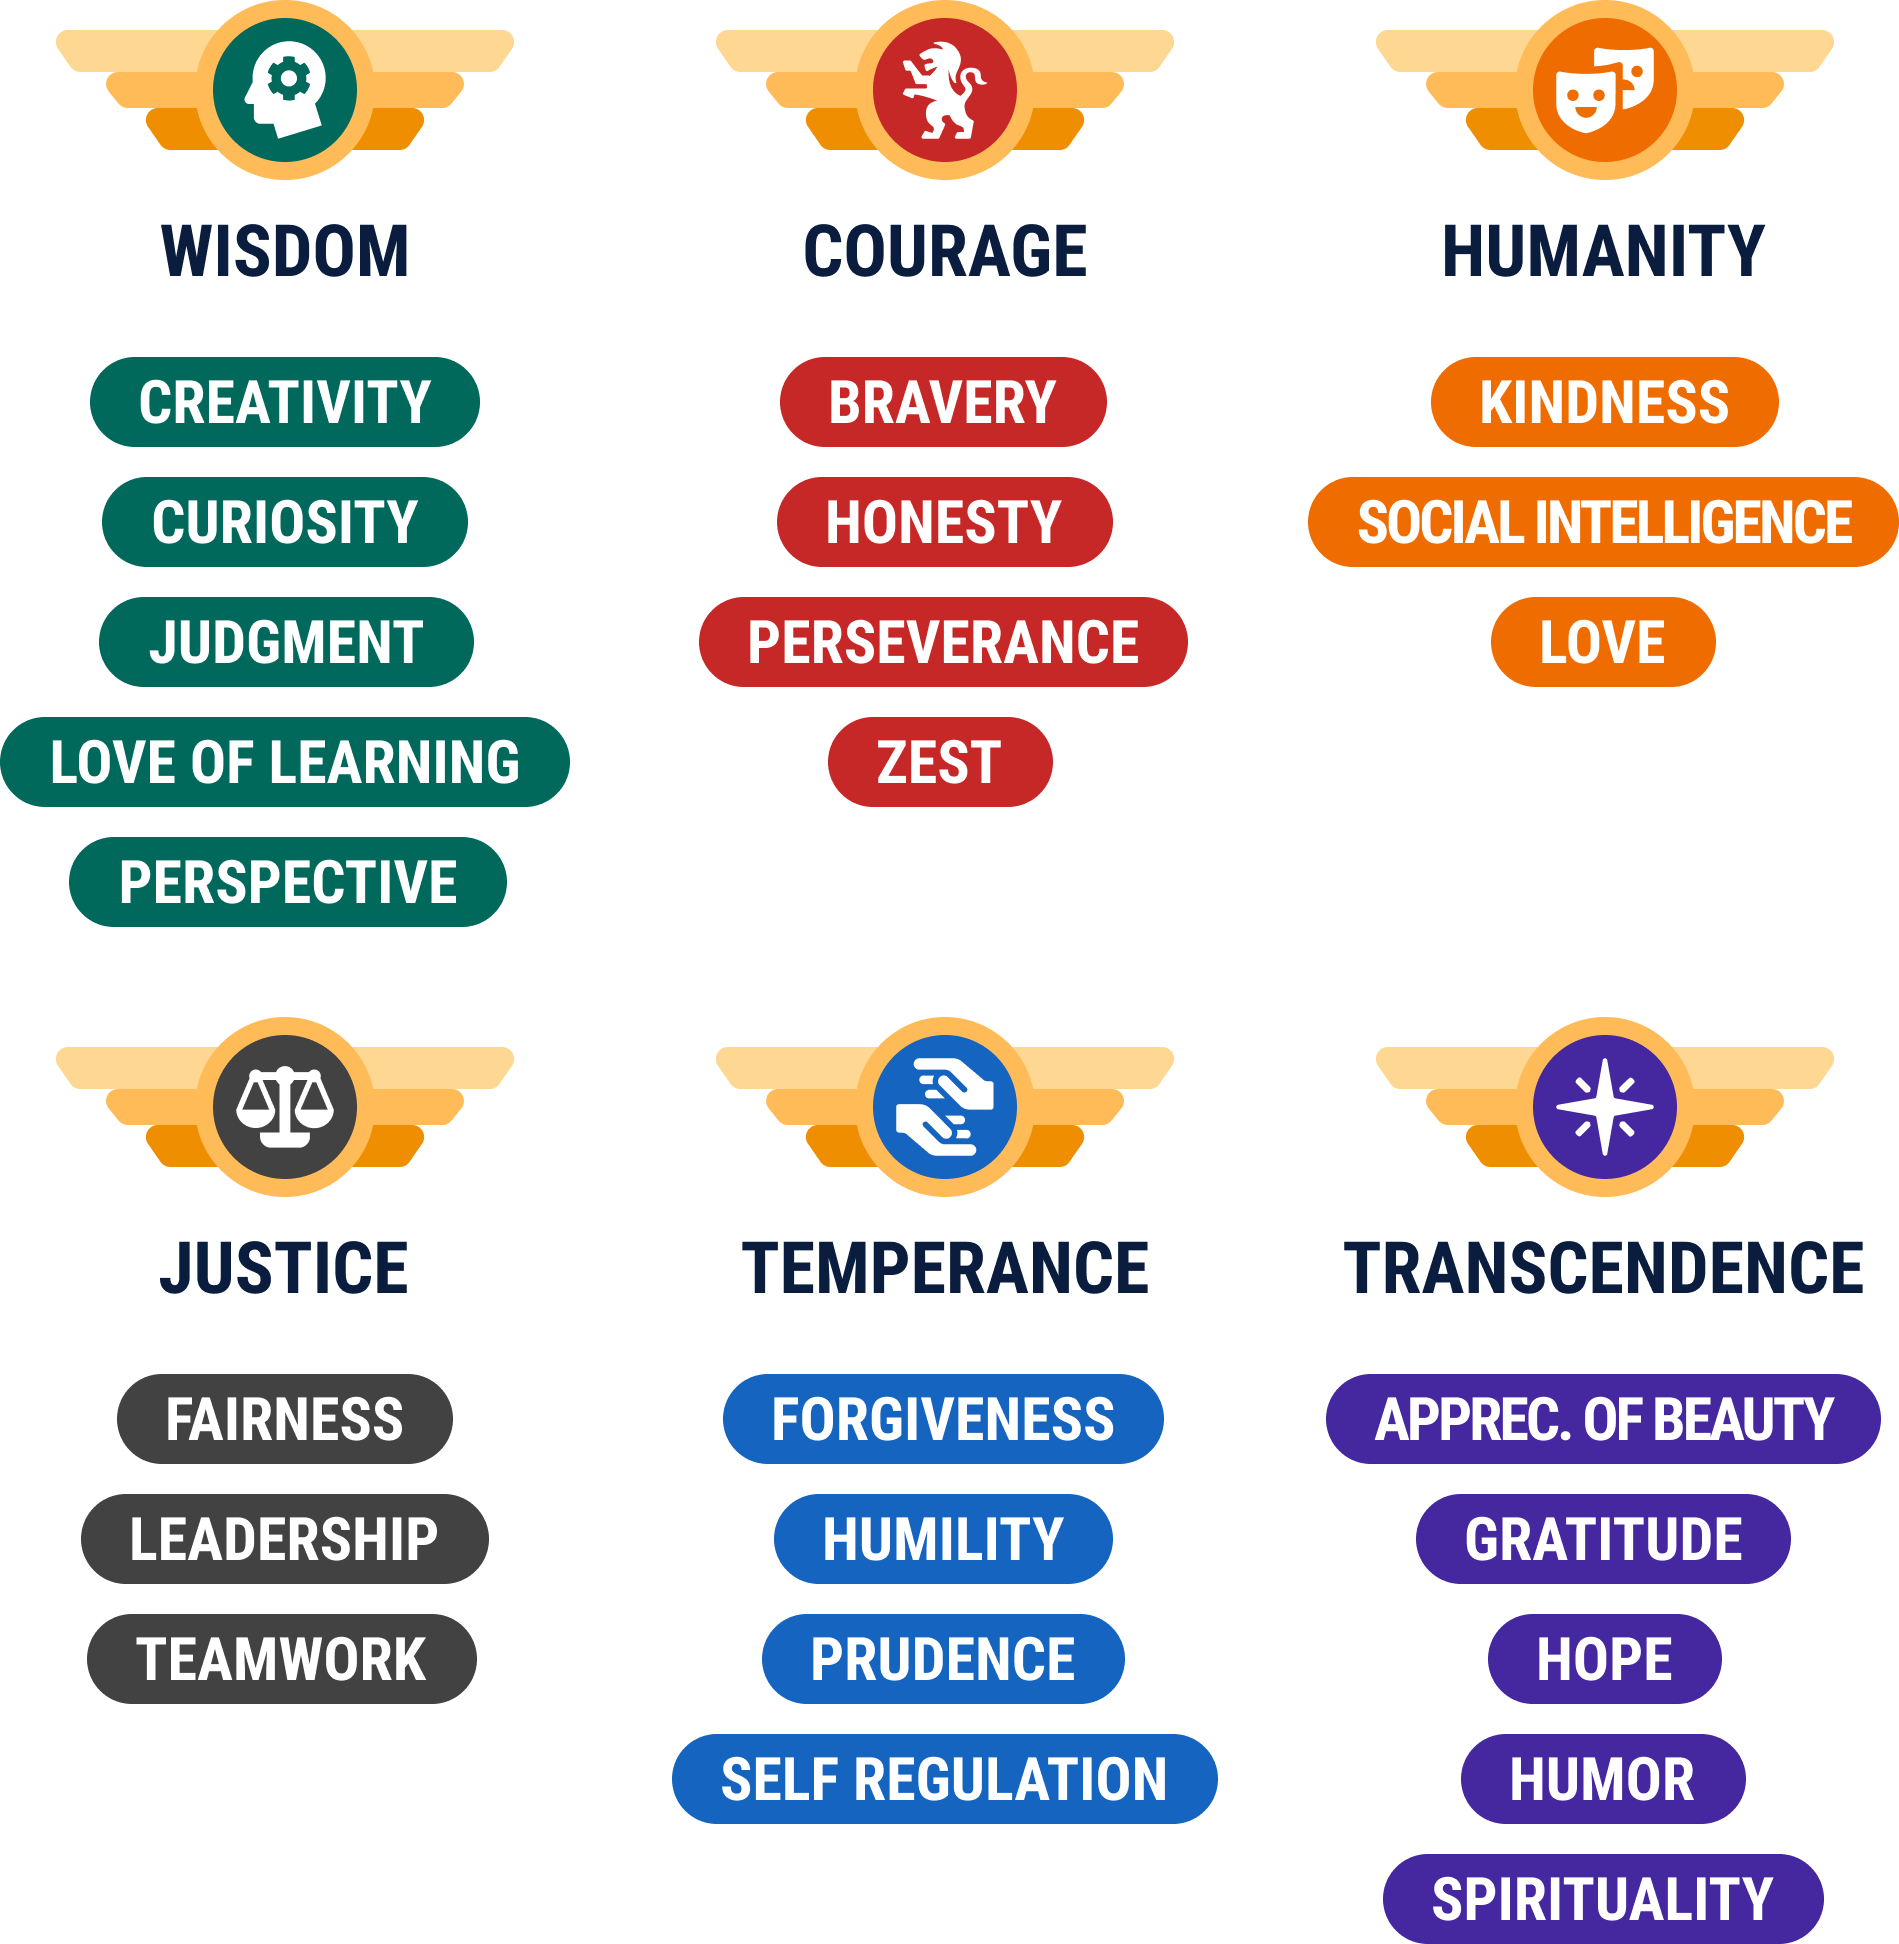 WISDOM
CREATIVITY
CURIOSITY
JUDGMENT
LOVE OF LEARNING
PERSPECTIVE
COURAGE
BRAVERY
HONESTY
PERSEVERANCE
ZEST
HUMANITY
KINDNESS
SOCIAL INTELLIGENCE
LOVE
JUSTICE
FAIRNESS
LEADERSHIP
TEAMWORK
TEMPERANCE
FORGIVENESS
HUMILITY
PRUDENCE
SELF REGULATION
TRANSCENDENCE
APPREC. OF BEAUTY
GRATITUDE
HOPE
HUMOR
SPIRITUALITY